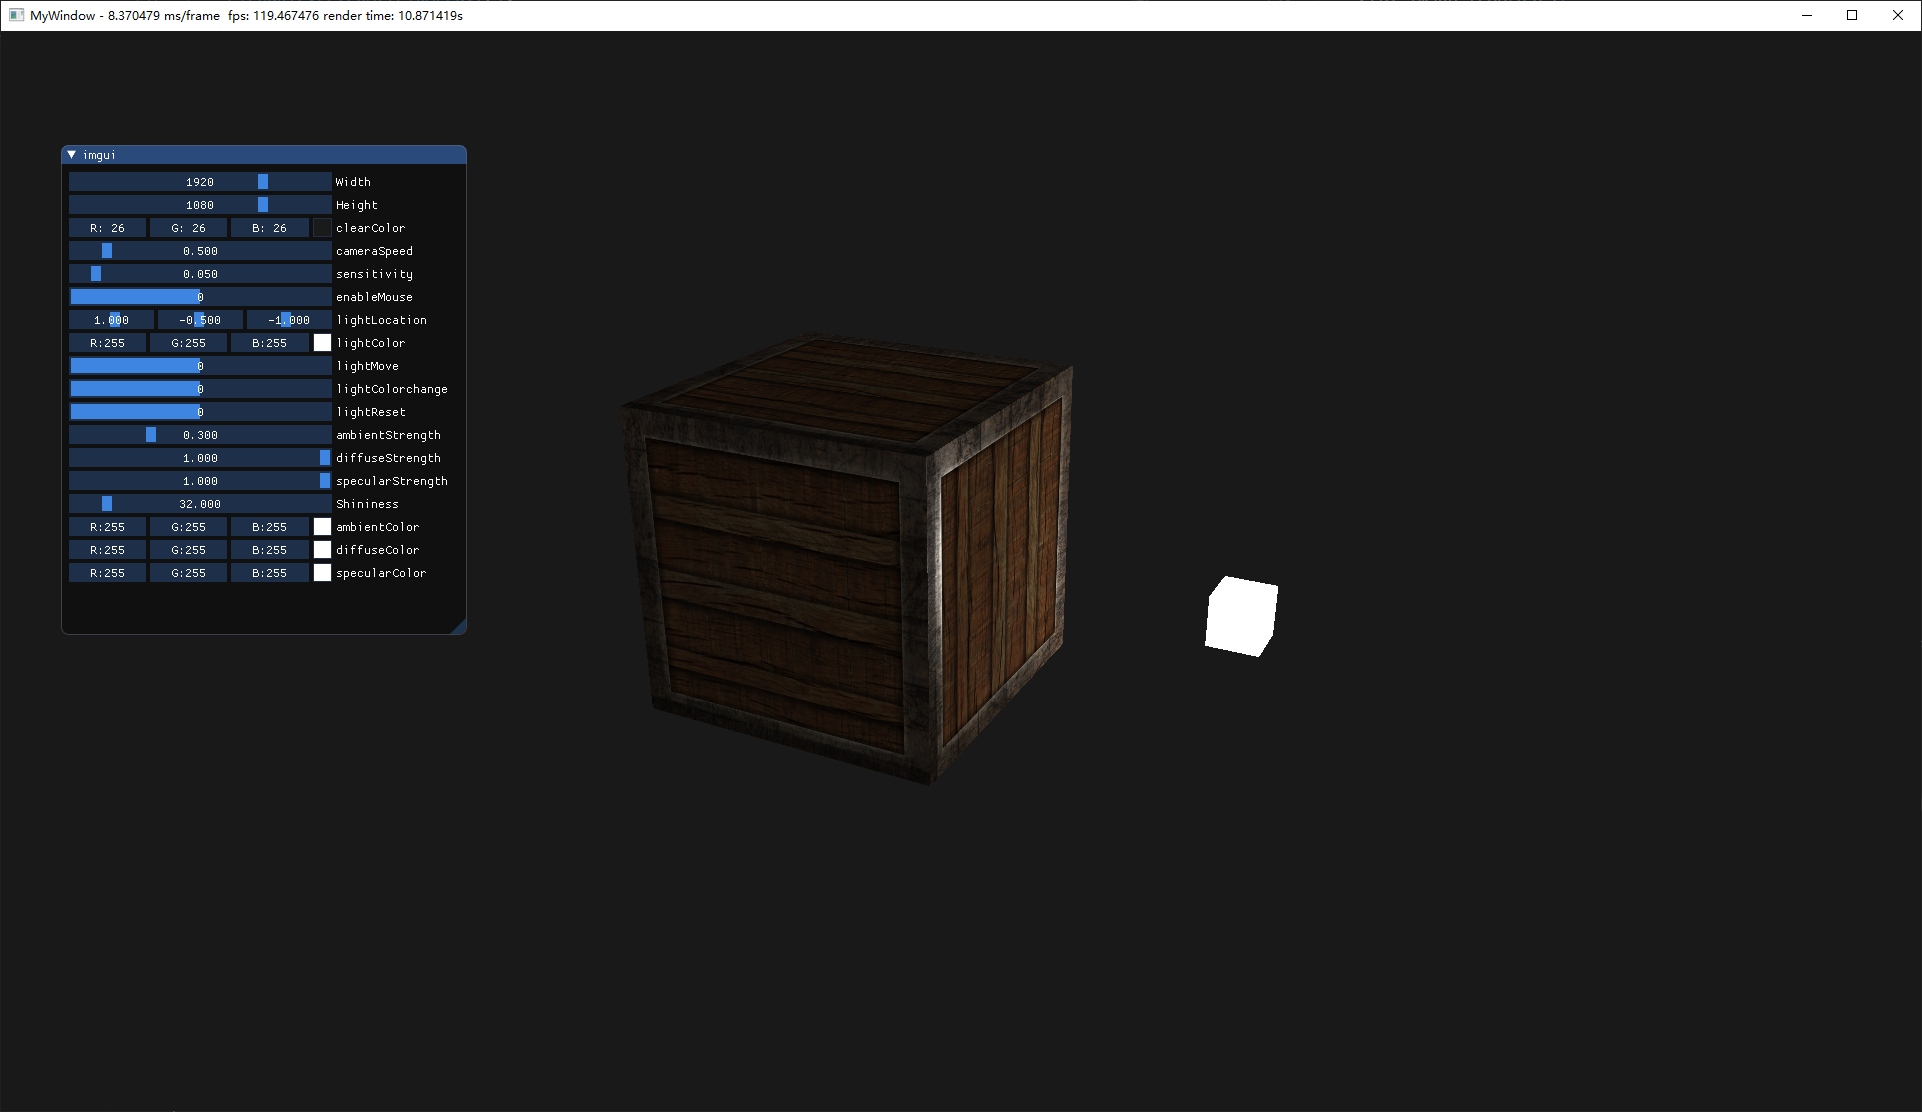 MyWindow - 8.370479 ms/frame  fps: 119.467476 render time: 10.871419s
imgui
1920 Width
1080 Height
R: 26 G: 26 B: 26 clearColor
0.500 cameraSpeed
0.050 sensitivity
0 enableMouse
1.000 -0.500 -1.000 lightLocation
R:255 G:255 B:255 lightColor
0 lightMove
0 lightColorchange
0 lightReset
0.300 ambientStrength
1.000 diffuseStrength
1.000 specularStrength
32.000 Shininess
R:255 G:255 B:255 ambientColor
R:255 G:255 B:255 diffuseColor
R:255 G:255 B:255 specularColor